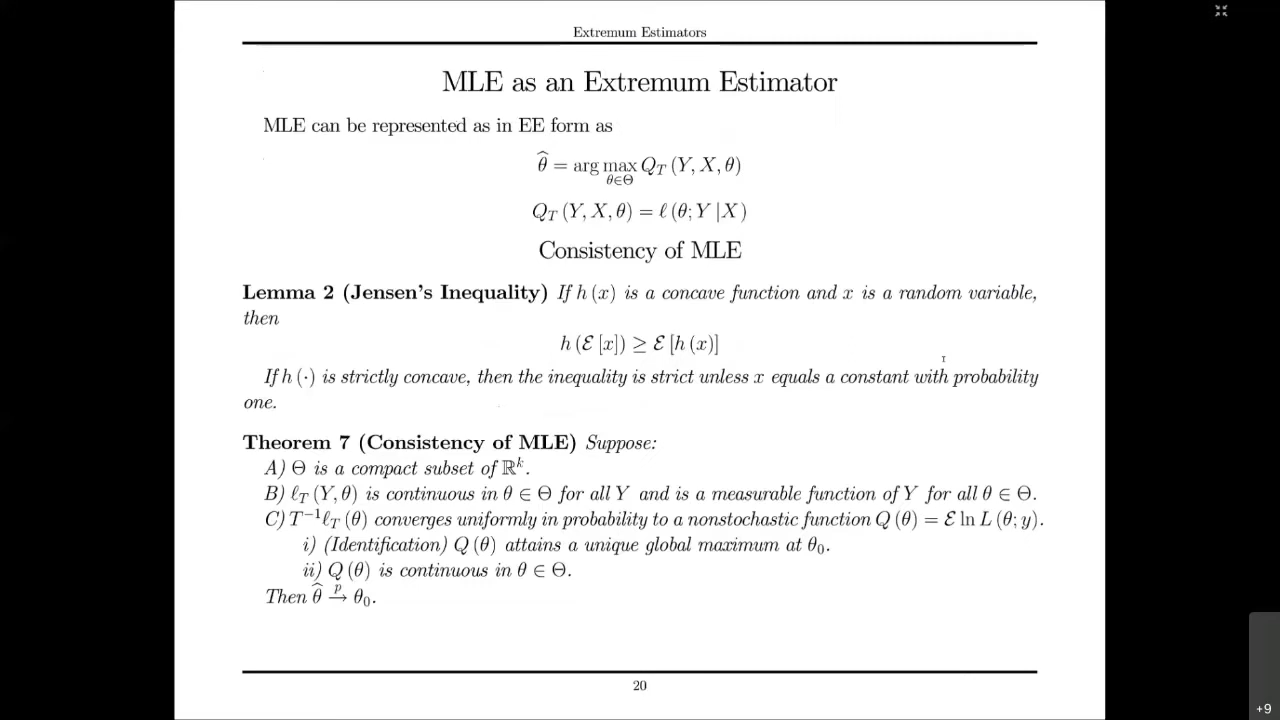 Extremum Estimators
MLE as an Extremum Estimator
MLE can be represented as in EE form as
θ̂ = arg max Q_T (Y, X, θ)
θ∈Θ
Q_T (Y, X, θ) = ℓ (θ; Y |X )
Consistency of MLE
Lemma 2 (Jensen's Inequality) If h (x) is a concave function and x is a random variable,
then
h (ℰ [x]) ≥ ℰ [h (x)]
If h (·) is strictly concave, then the inequality is strict unless x equals a constant with probability
one.
Theorem 7 (Consistency of MLE) Suppose:
A) Θ is a compact subset of ℝ^k.
B) ℓ_T (Y, θ) is continuous in θ ∈ Θ for all Y and is a measurable function of Y for all θ ∈ Θ.
C) T^{-1}ℓ_T (θ) converges uniformly in probability to a nonstochastic function Q (θ) = ℰ ln L (θ; y).
i) (Identification) Q (θ) attains a unique global maximum at θ_0.
ii) Q (θ) is continuous in θ ∈ Θ.
Then θ̂ →^p θ_0.
20
+9